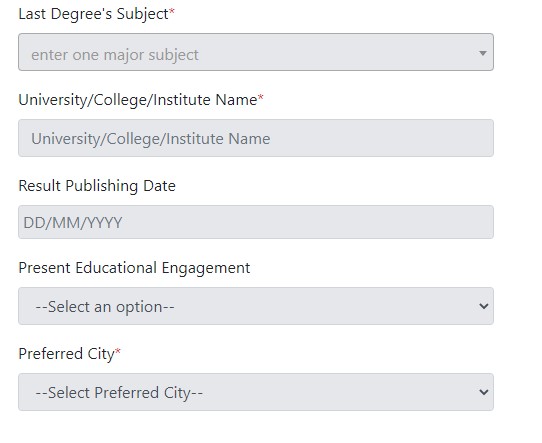 Last Degree's Subject*
enter one major subject
University/College/Institute Name*
University/College/Institute Name
Result Publishing Date
DD/MM/YYYY
Present Educational Engagement
--Select an option--
Preferred City*
--Select Preferred City--